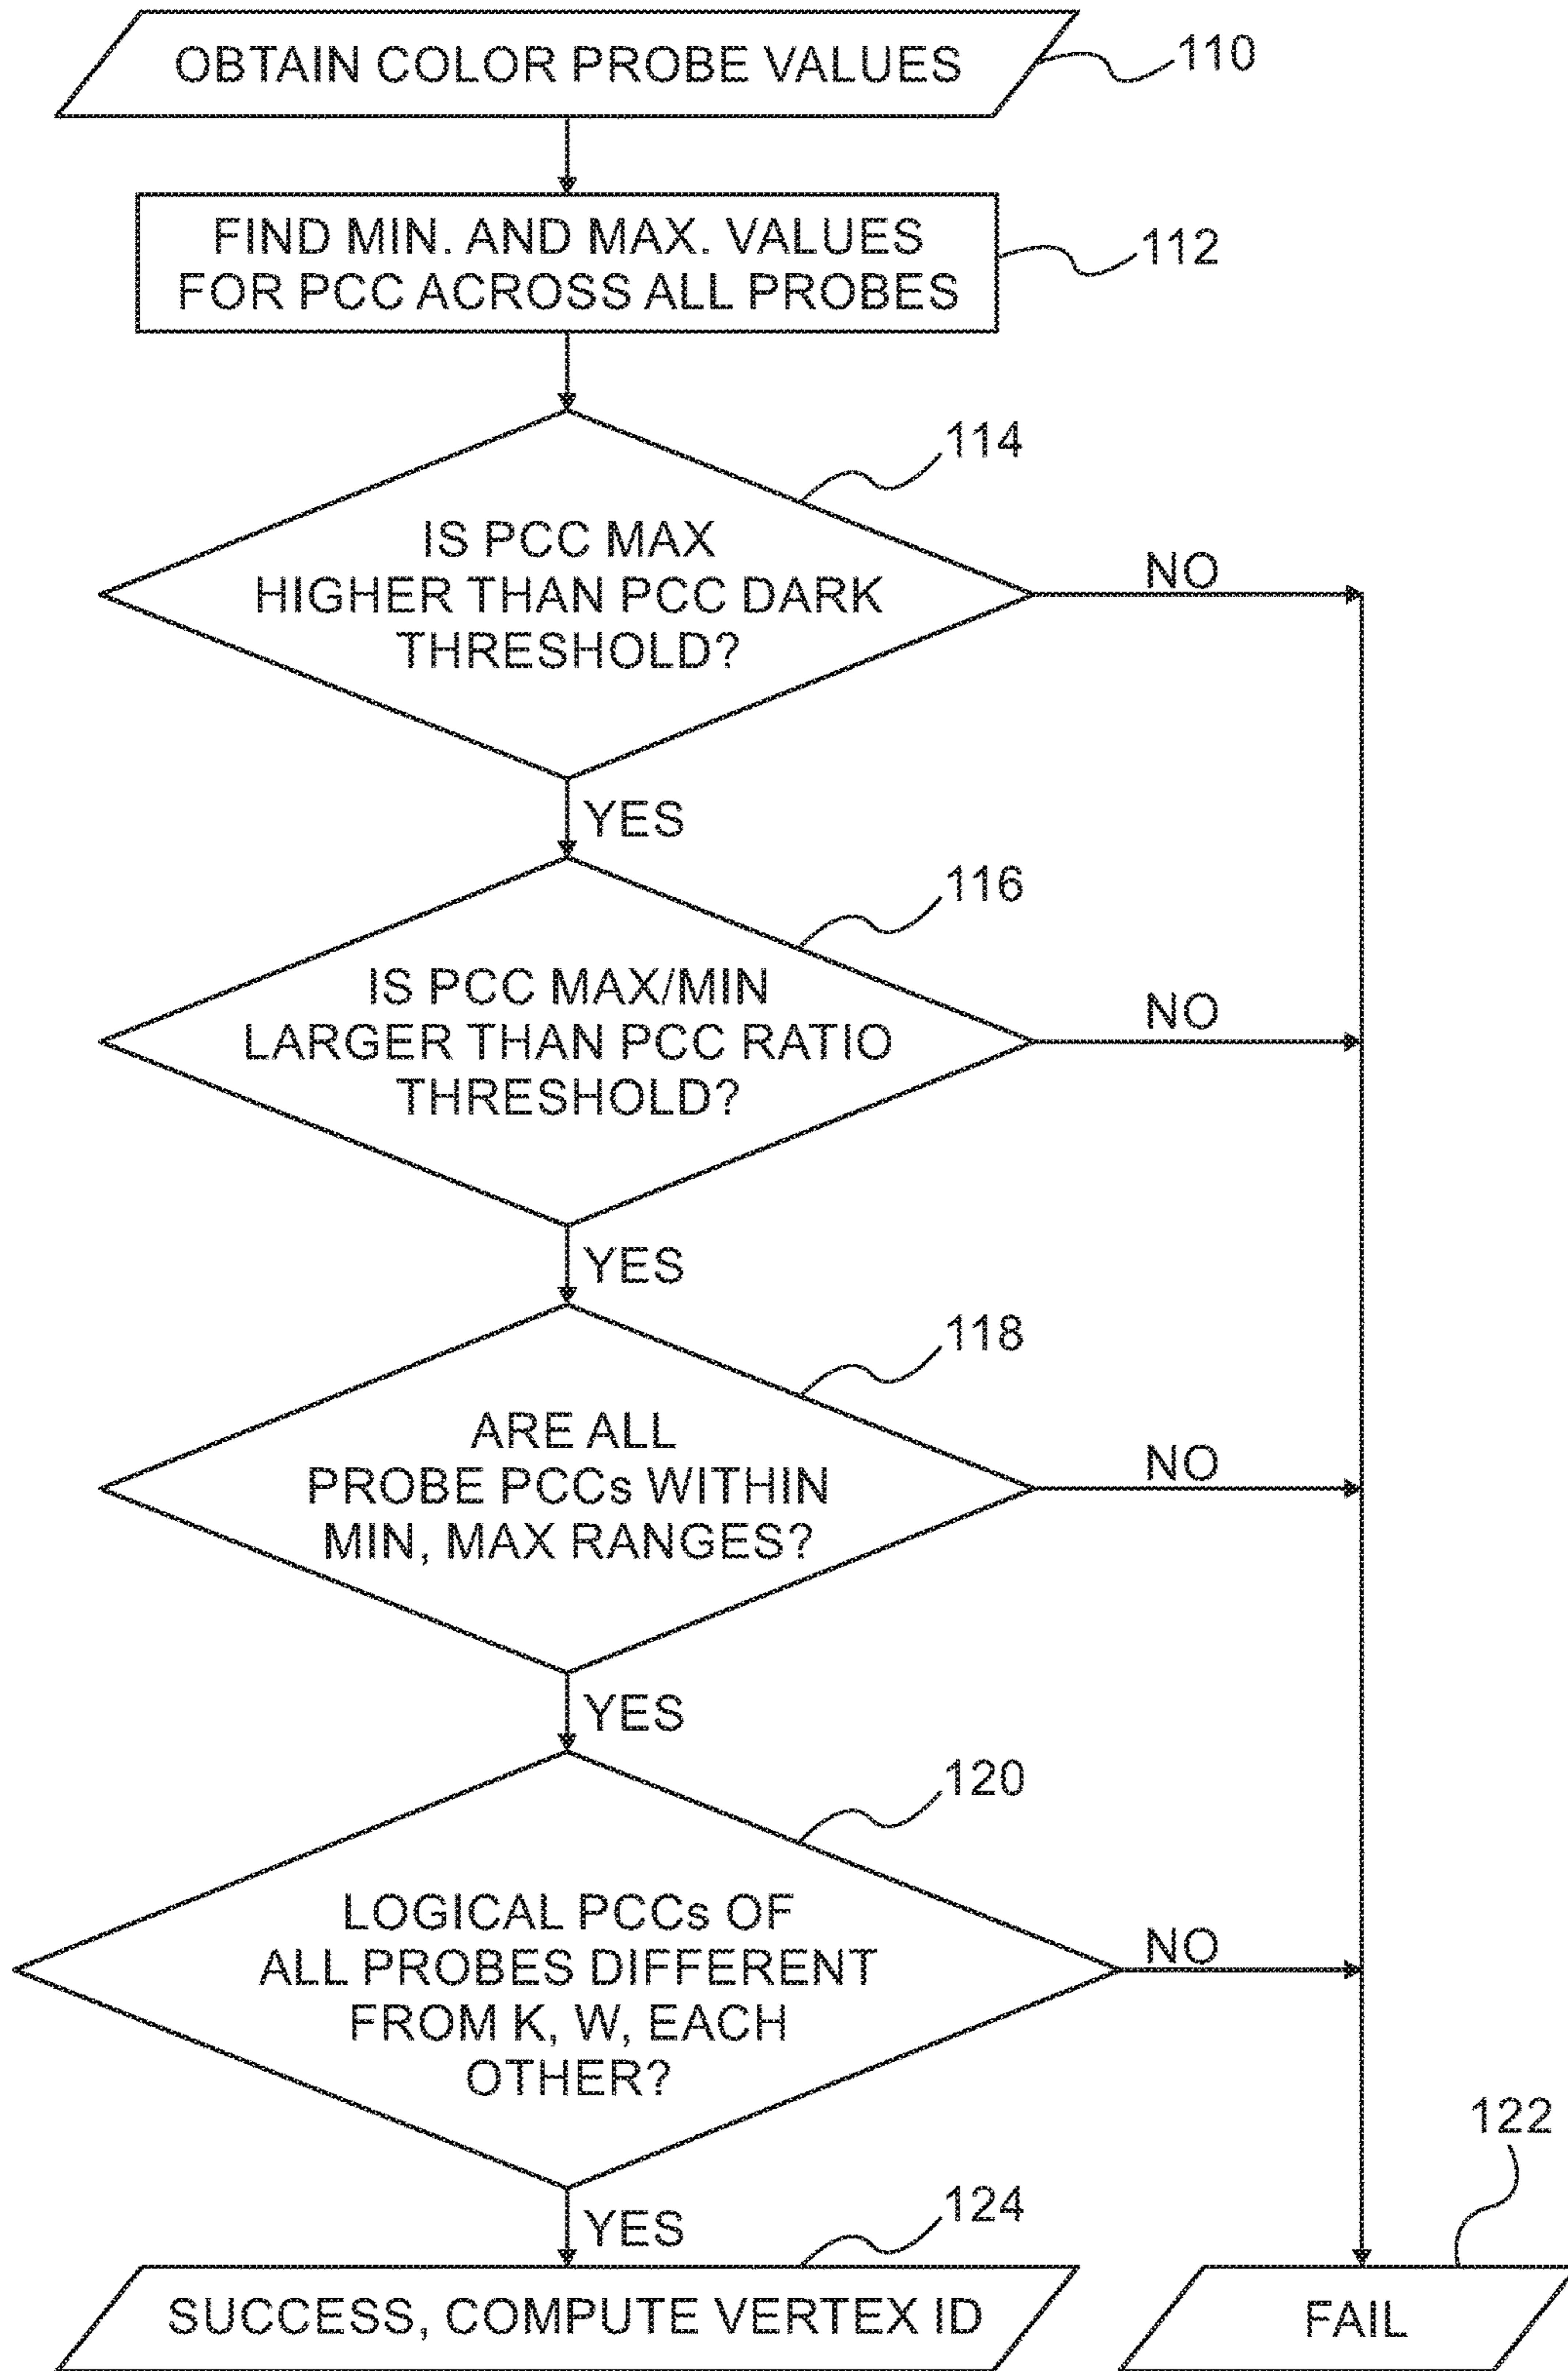 OBTAIN COLOR PROBE VALUES
110
FIND MIN. AND MAX. VALUES
FOR PCC ACROSS ALL PROBES
112
114
IS PCC MAX
HIGHER THAN PCC DARK
THRESHOLD?
NO
YES
116
IS PCC MAX/MIN
LARGER THAN PCC RATIO
THRESHOLD?
NO
YES
118
ARE ALL
PROBE PCCs WITHIN
MIN, MAX RANGES?
NO
YES
120
LOGICAL PCCs OF
ALL PROBES DIFFERENT
FROM K, W, EACH
OTHER?
NO
YES
124
122
SUCCESS, COMPUTE VERTEX ID
FAIL